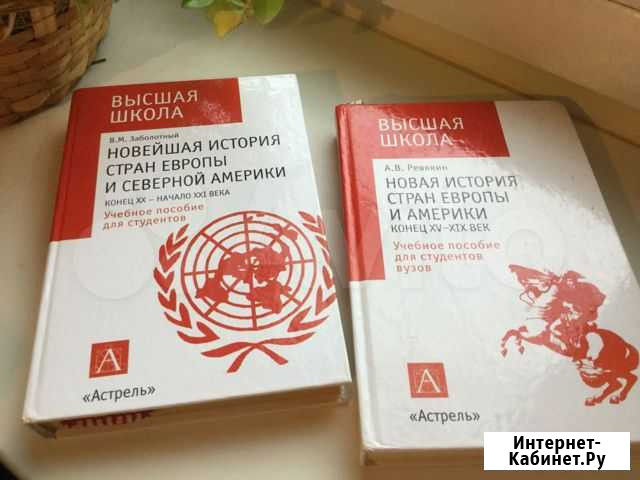 ВЫСШАЯ
ШКОЛА
В.М. Заболотный
НОВЕЙШАЯ ИСТОРИЯ
СТРАН ЕВРОПЫ
И СЕВЕРНОЙ АМЕРИКИ
КОНЕЦ XX – НАЧАЛО XXI ВЕКА
Учебное пособие
для студентов
А
«Астрель»
ВЫСШАЯ
ШКОЛА
А.В. Ревякин
НОВАЯ ИСТОРИЯ
СТРАН ЕВРОПЫ
И АМЕРИКИ
КОНЕЦ XV–XIX ВЕК
Учебное пособие
для студентов
вузов
А
«Астрель»
Интернет-
Кабинет.Ру